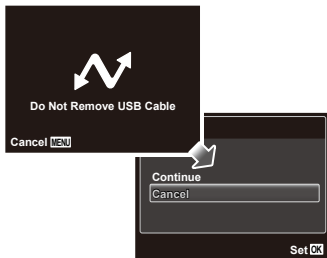 Do Not Remove USB Cable
Cancel MENU
Continue
Cancel
Set OK